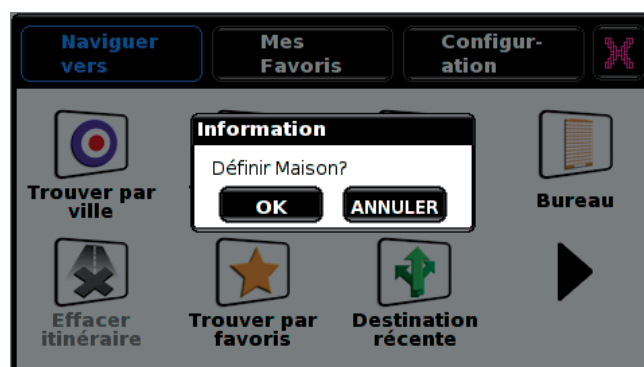 Naviguer
vers
Mes
Favoris
Configur-
ation
Information
Définir Maison?
OK
ANNULER
Trouver par
ville
Bureau
Effacer
itinéraire
Trouver par
favoris
Destination
récente